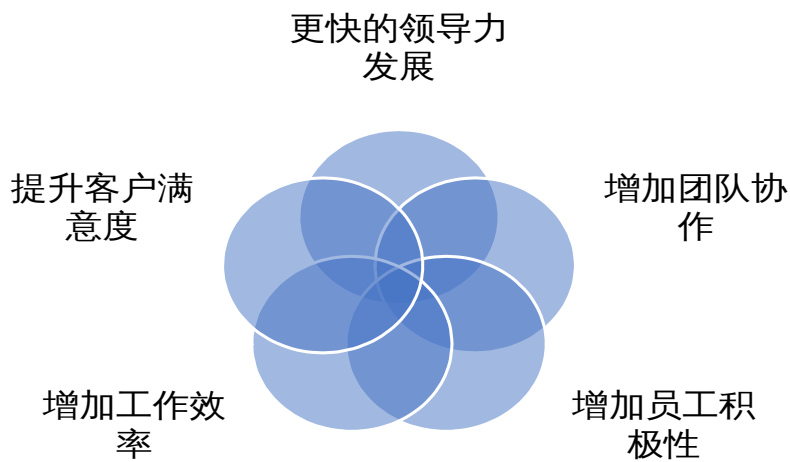 更快的领导力
发展
提升客户满
意度
增加团队协
作
增加工作效
率
增加员工积
极性